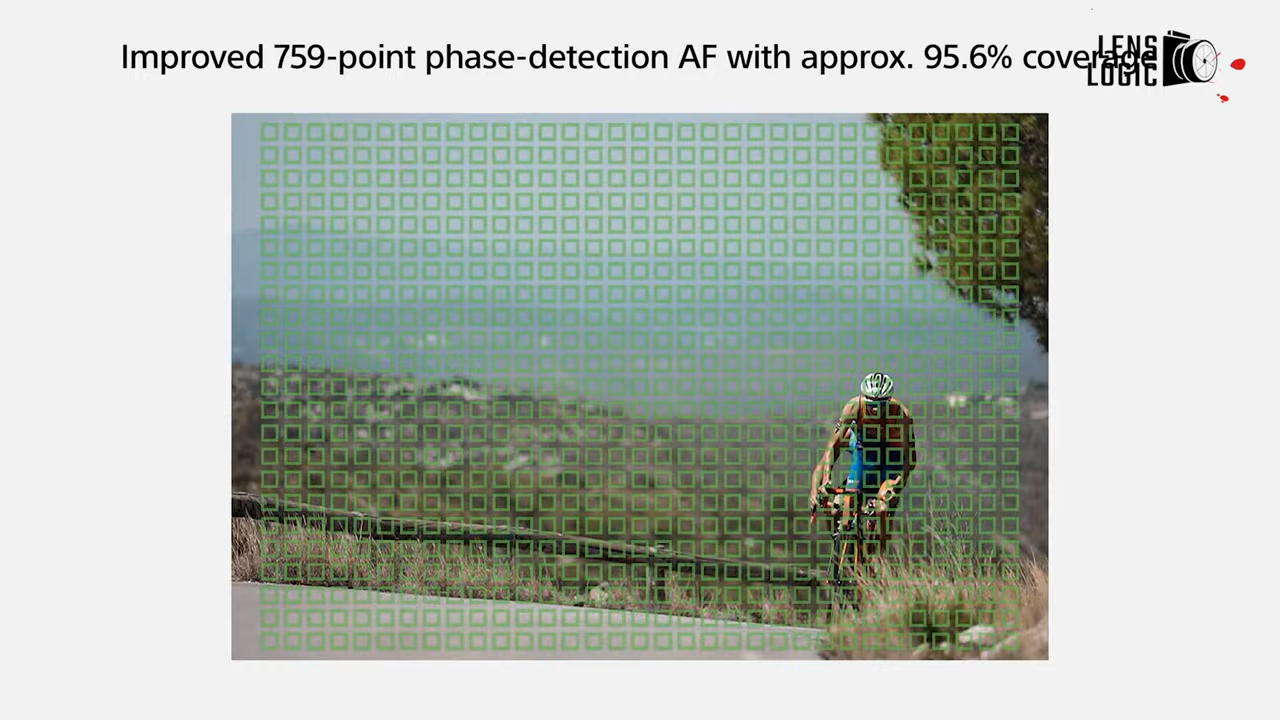 Improved 759-point phase-detection AF with approx. 95.6% coverage
LENS
LOGIC